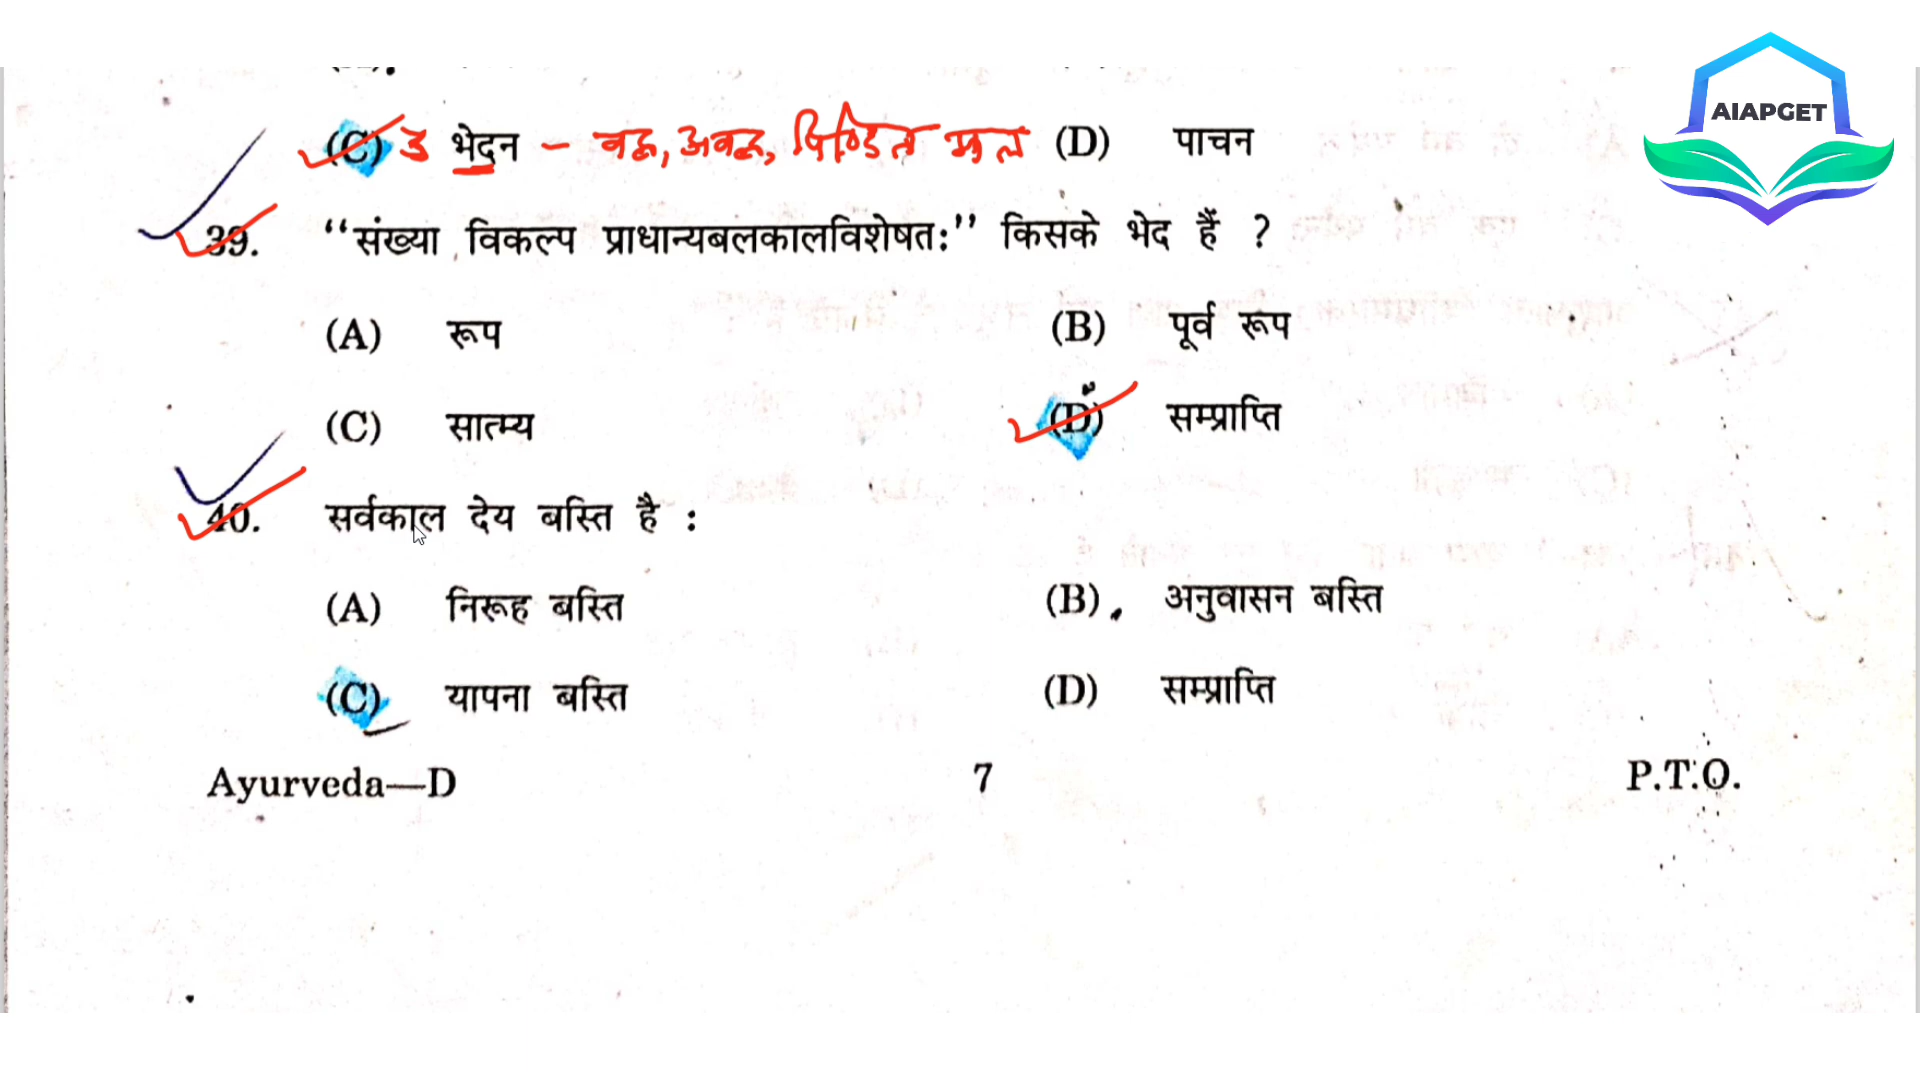 AIAPGET
(C) 3 भेदन – बद्ध, अबद्ध, पिण्डित मल (D) पाचन
39. “संख्या विकल्प प्राधान्यबलकालविशेषतः” किसके भेद हैं ?
(A) रूप (B) पूर्व रूप
(C) सात्म्य (D) सम्प्राप्ति
40. सर्वकाल देय बस्ति है :
(A) निरूह बस्ति (B) अनुवासन बस्ति
(C) यापना बस्ति (D) सम्प्राप्ति
Ayurveda—D 7 P.T.O.